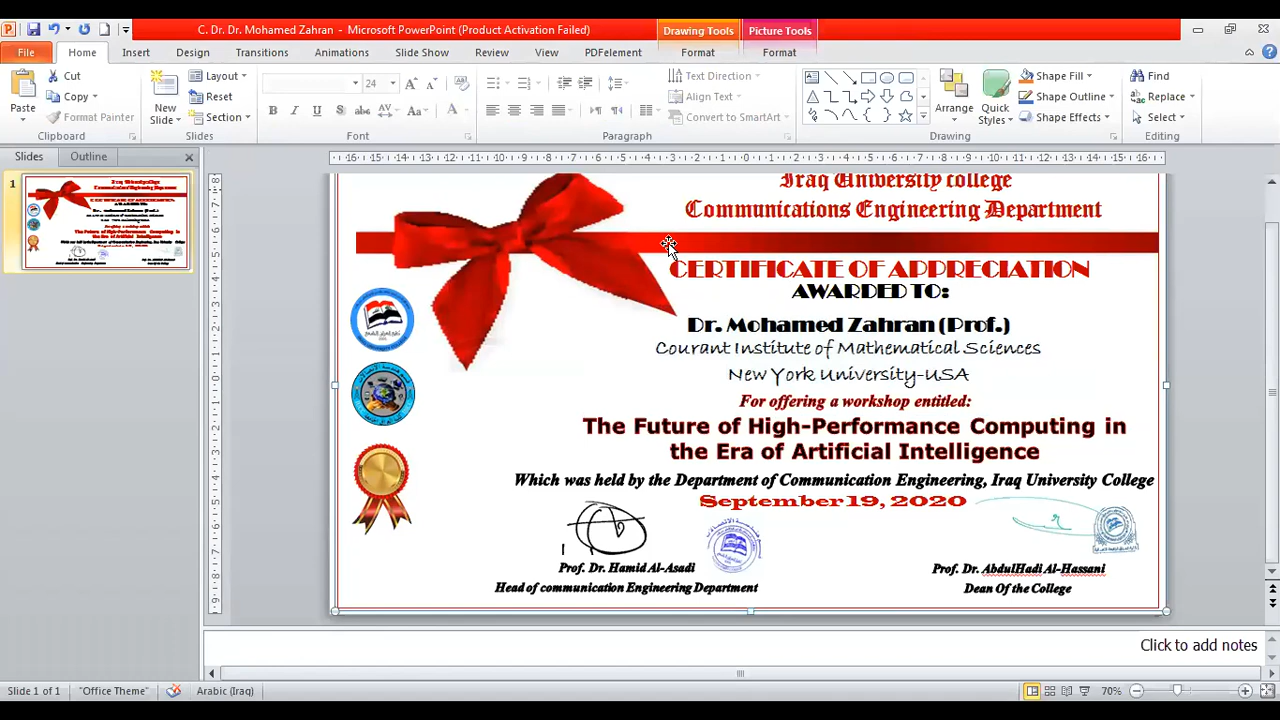 C. Dr. Dr. Mohamed Zahran - Microsoft PowerPoint (Product Activation Failed)
Drawing Tools
Picture Tools
File
Home
Insert
Design
Transitions
Animations
Slide Show
Review
View
PDFelement
Format
Format
Paste
Cut
Copy
Format Painter
Clipboard
New Slide
Layout
Reset
Section
Slides
24
Font
Text Direction
Align Text
Convert to SmartArt
Paragraph
Arrange
Quick Styles
Shape Fill
Shape Outline
Shape Effects
Drawing
Find
Replace
Select
Editing
Slides
Outline
1
Iraq University college
Communications Engineering Department
CERTIFICATE OF APPRECIATION
AWARDED TO:
Dr. Mohamed Zahran (Prof.)
Courant Institute of Mathematical Sciences
New York University-USA
For offering a workshop entitled:
The Future of High-Performance Computing in
the Era of Artificial Intelligence
Which was held by the Department of Communication Engineering, Iraq University College
September 19, 2020
Prof. Dr. Hamid Al-Asadi
Head of communication Engineering Department
Prof. Dr. AbdulHadi Al-Hassani
Dean Of the College
Click to add notes
Slide 1 of 1
"Office Theme"
Arabic (Iraq)
70%